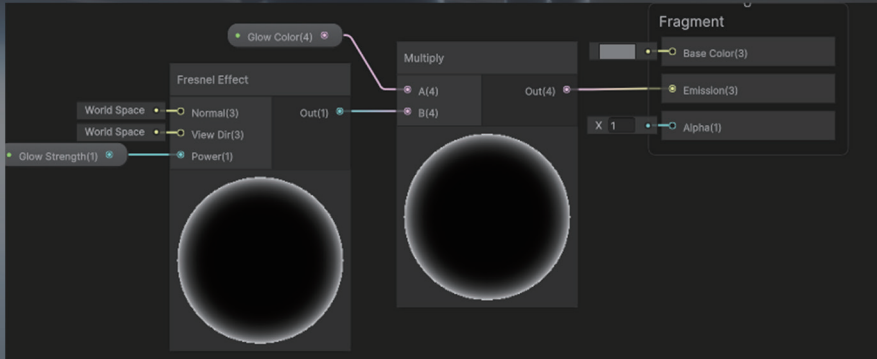 Fragment
Glow Color(4)
Base Color(3)
Multiply
Fresnel Effect
A(4)
Out(4)
Emission(3)
World Space
Normal(3)
Out(1)
B(4)
X 1
Alpha(1)
World Space
View Dir(3)
Glow Strength(1)
Power(1)